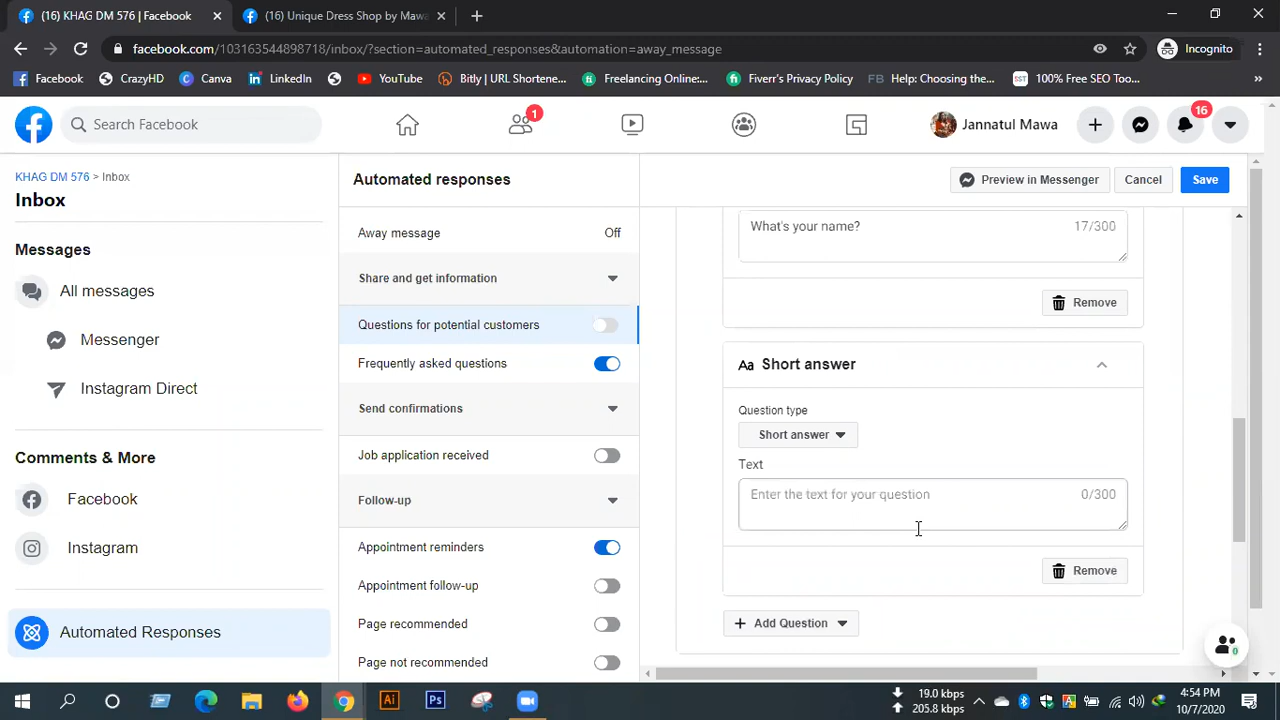 (16) KHAG DM 576 | Facebook
(16) Unique Dress Shop by Mawa
facebook.com/103163544898718/inbox/?section=automated_responses&automation=away_message
Incognito
Facebook
CrazyHD
Canva
LinkedIn
YouTube
Bitly | URL Shortene...
Freelancing Online:...
Fiverr's Privacy Policy
FB Help: Choosing the...
SST 100% Free SEO Too...
Search Facebook
1
Jannatul Mawa
16
KHAG DM 576 > Inbox
Inbox
Messages
All messages
Messenger
Instagram Direct
Comments & More
Facebook
Instagram
Automated Responses
Automated responses
Away message Off
Share and get information
Questions for potential customers
Frequently asked questions
Send confirmations
Job application received
Follow-up
Appointment reminders
Appointment follow-up
Page recommended
Page not recommended
Preview in Messenger
Cancel
Save
What's your name? 17/300
Remove
Aa Short answer
Question type
Short answer
Text
Enter the text for your question 0/300
Remove
+ Add Question
0
Ai
Ps
19.0 kbps
205.8 kbps
4:54 PM
10/7/2020